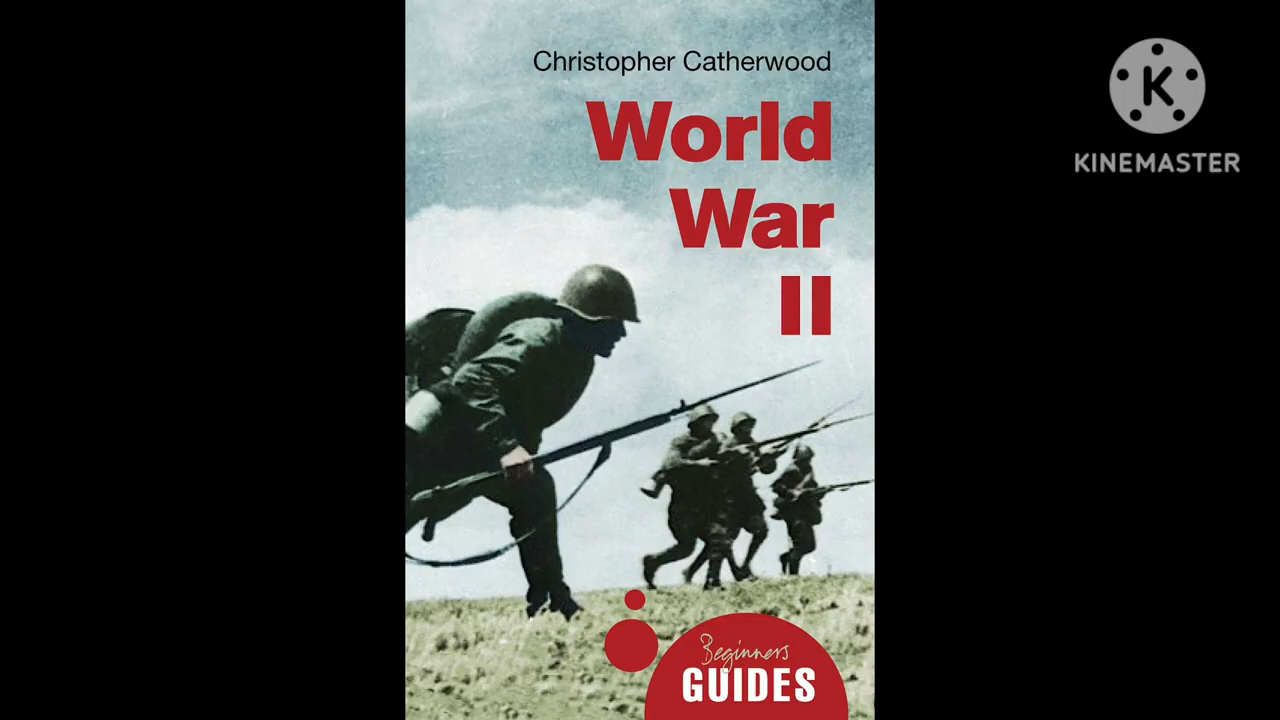 Christopher Catherwood
World
War
II
Beginners
GUIDES
K
KINEMASTER